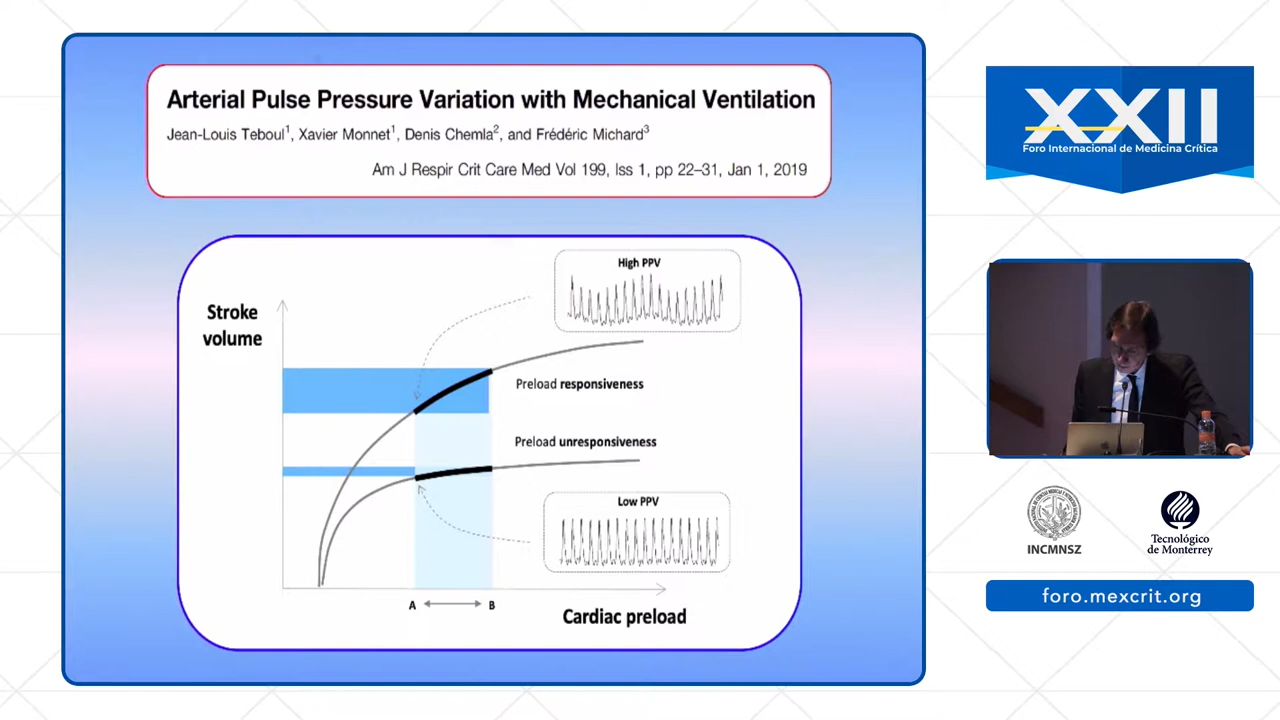 Arterial Pulse Pressure Variation with Mechanical Ventilation
Jean-Louis Teboul1, Xavier Monnet1, Denis Chemla2, and Frédéric Michard3
Am J Respir Crit Care Med Vol 199, Iss 1, pp 22–31, Jan 1, 2019
High PPV
Stroke
volume
Preload responsiveness
Preload unresponsiveness
Low PPV
A
B
Cardiac preload
XXII
Foro Internacional de Medicina Crítica
INCMNSZ
Tecnológico
de Monterrey
foro.mexcrit.org